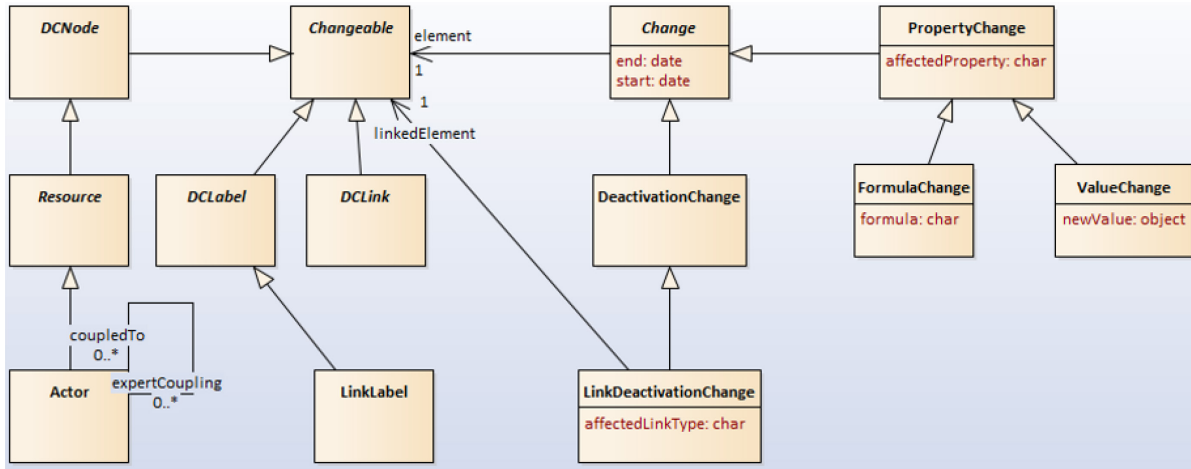 DCNode
Changeable
element
1
Change
end: date
start: date
PropertyChange
affectedProperty: char
1
linkedElement
Resource
DCLabel
DCLink
DeactivationChange
FormulaChange
formula: char
ValueChange
newValue: object
coupledTo
0..*
Actor
expertCoupling
0..*
LinkLabel
LinkDeactivationChange
affectedLinkType: char